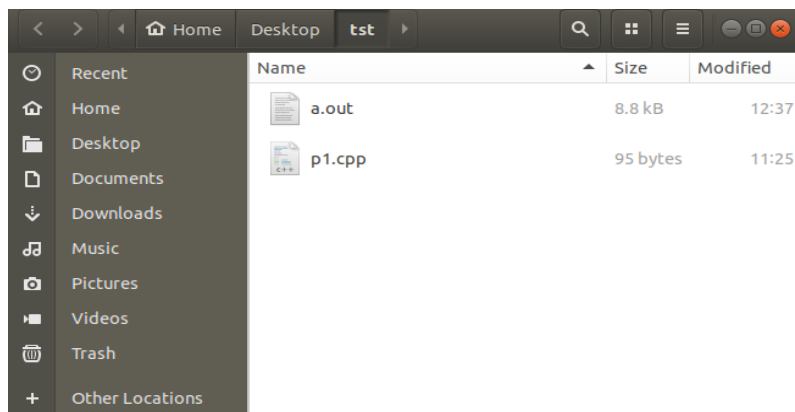 Home Desktop tst
Recent
Home
Desktop
Documents
Downloads
Music
Pictures
Videos
Trash
Other Locations
Name Size Modified
a.out 8.8 kB 12:37
p1.cpp 95 bytes 11:25
C++